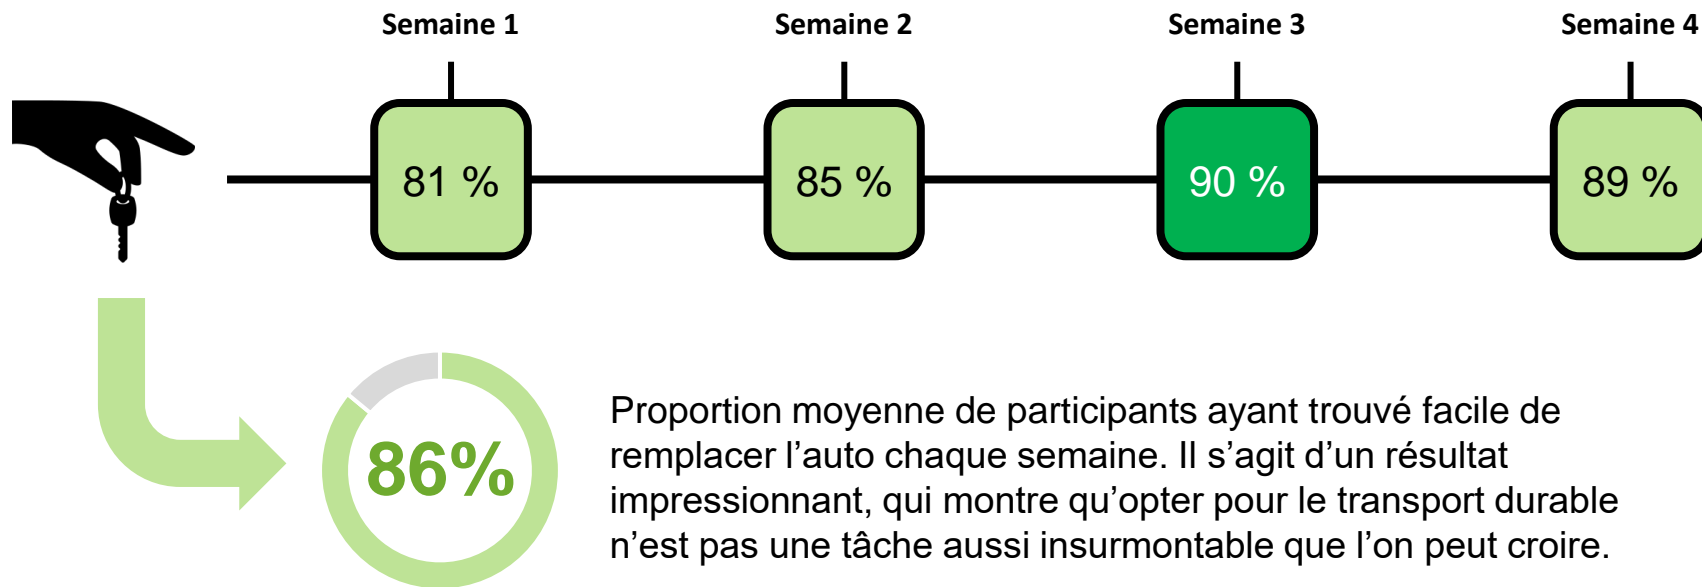 Semaine 1 Semaine 2 Semaine 3 Semaine 4
81 % 85 % 90 % 89 %
86%
Proportion moyenne de participants ayant trouvé facile de
remplacer l’auto chaque semaine. Il s’agit d’un résultat
impressionnant, qui montre qu’opter pour le transport durable
n’est pas une tâche aussi insurmontable que l’on peut croire.